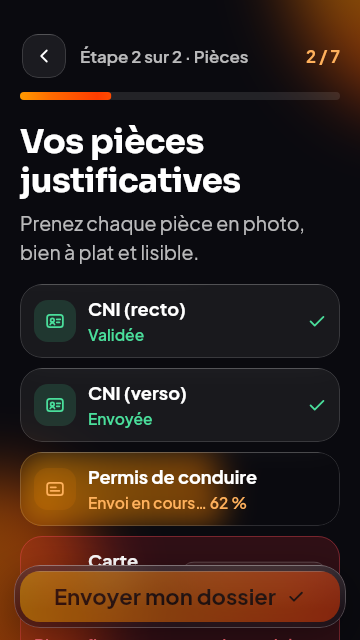 Étape 2 sur 2 · Pièces
2 / 7
Vos pièces
justificatives
Prenez chaque pièce en photo,
bien à plat et lisible.
CNI (recto)
Validée
CNI (verso)
Envoyée
Permis de conduire
Envoi en cours… 62 %
Carte
Envoyer mon dossier